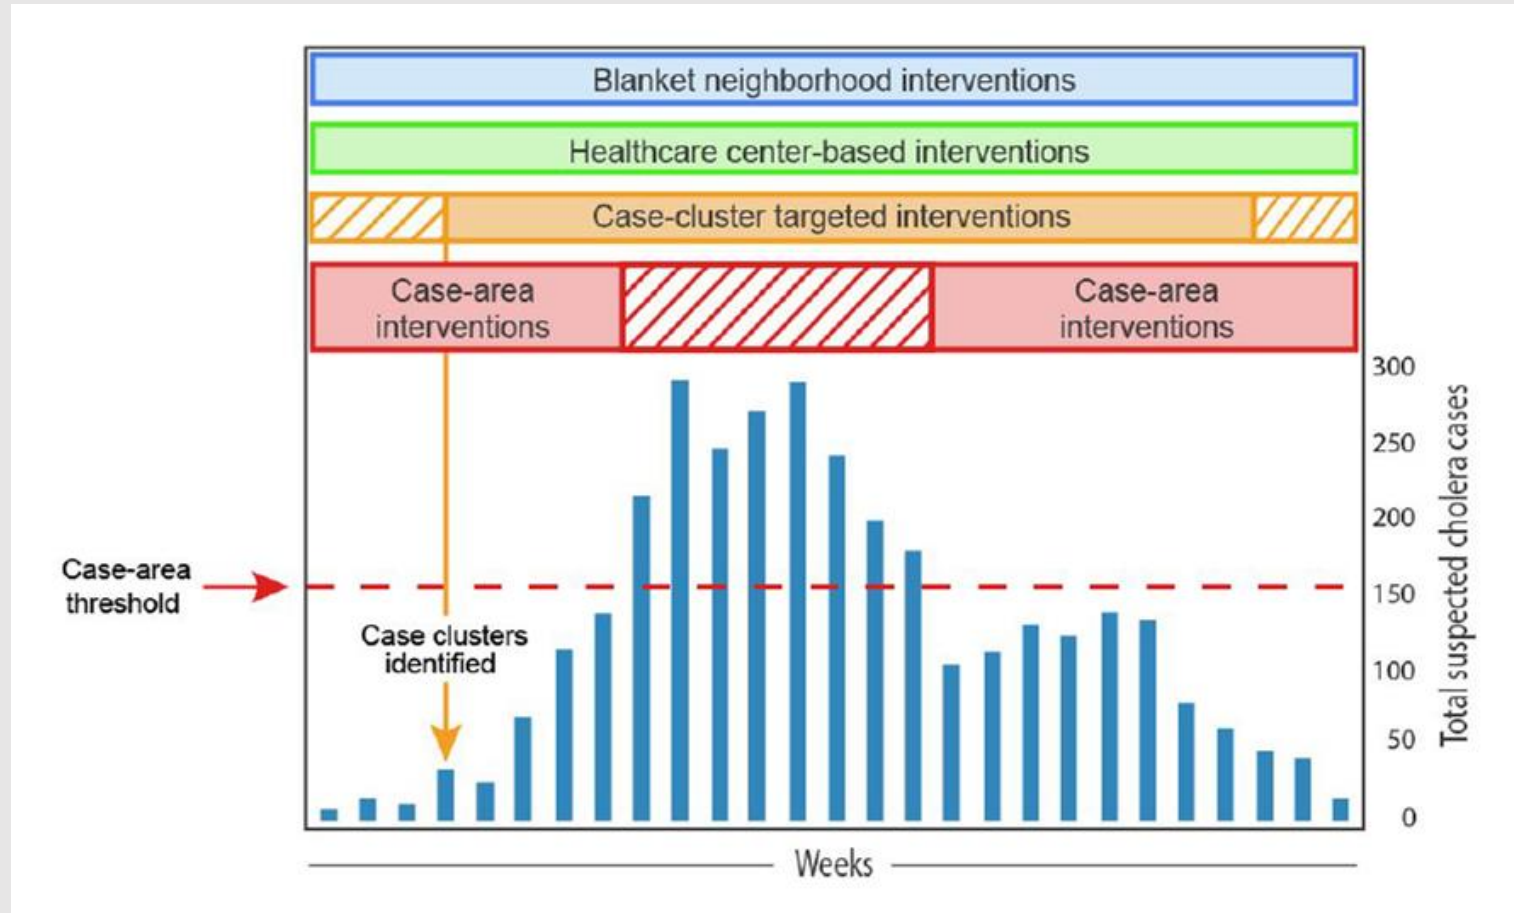 Blanket neighborhood interventions
Healthcare center-based interventions
Case-cluster targeted interventions
Case-area
interventions
Case-area
interventions
300
250
200
150
100
50
0
Total suspected cholera cases
Case-area
threshold
Case clusters
identified
Weeks